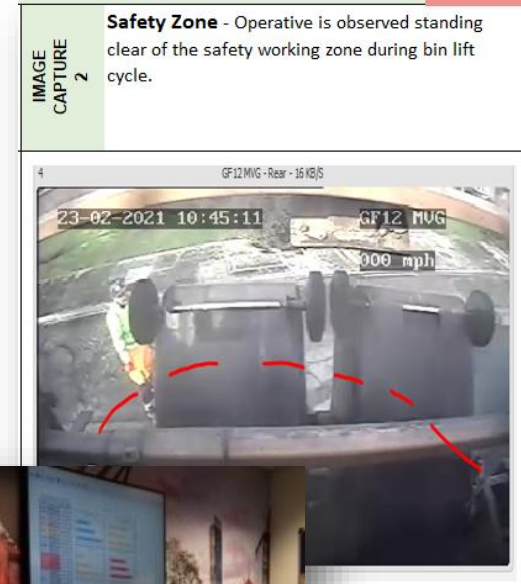 IMAGE
CAPTURE
2
Safety Zone - Operative is observed standing
clear of the safety working zone during bin lift
cycle.
4
GF12 MVG - Rear - 16 KB/S
23-02-2021 10:45:11
GF12 MVG
000 mph